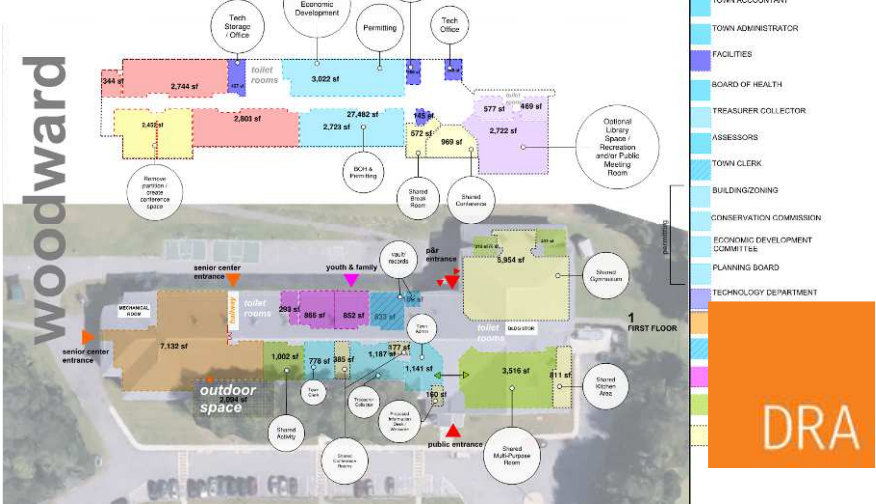 Economic
Development
Tech
Storage
/ Office
Permitting
Tech
Office
TOWN ACCOUNTANT
TOWN ADMINISTRATOR
FACILITIES
BOARD OF HEALTH
TREASURER COLLECTOR
ASSESSORS
TOWN CLERK
BUILDING/ZONING
CONSERVATION COMMISSION
ECONOMIC DEVELOPMENT
COMMITTEE
PLANNING BOARD
TECHNOLOGY DEPARTMENT
permitting
woodward
344 sf
2,744 sf
toilet
rooms
3,022 sf
2,803 sf
27,482 sf
2,723 sf
145 sf
572 sf
969 sf
577 sf
469 sf
2,722 sf
Optional
Library
Space /
Recreation
and/or Public
Meeting
Room
Remove
partition /
create
conference
space
BOH &
Permitting
Shared
Break
Room
Shared
Conference
senior center
entrance
youth & family
Vault/
records
p&r
entrance
5,954 sf
Shared
Gymnasium
MECHANICAL
ROOM
hallway
toilet
rooms
293 sf
866 sf
852 sf
833 sf
toilet
rooms
BLDG STOR
1
FIRST FLOOR
senior center
entrance
7,132 sf
1,002 sf
778 sf
385 sf
1,187 sf
177 sf
1,141 sf
Town
Admin
3,516 sf
811 sf
Shared
Kitchen
Area
outdoor
space
2,094 sf
Town
Clerk
Treasurer
Collector
160 sf
Shared
Activity
Shared
Conference
Rooms
public entrance
Shared
Multi-Purpose
Room
DRA